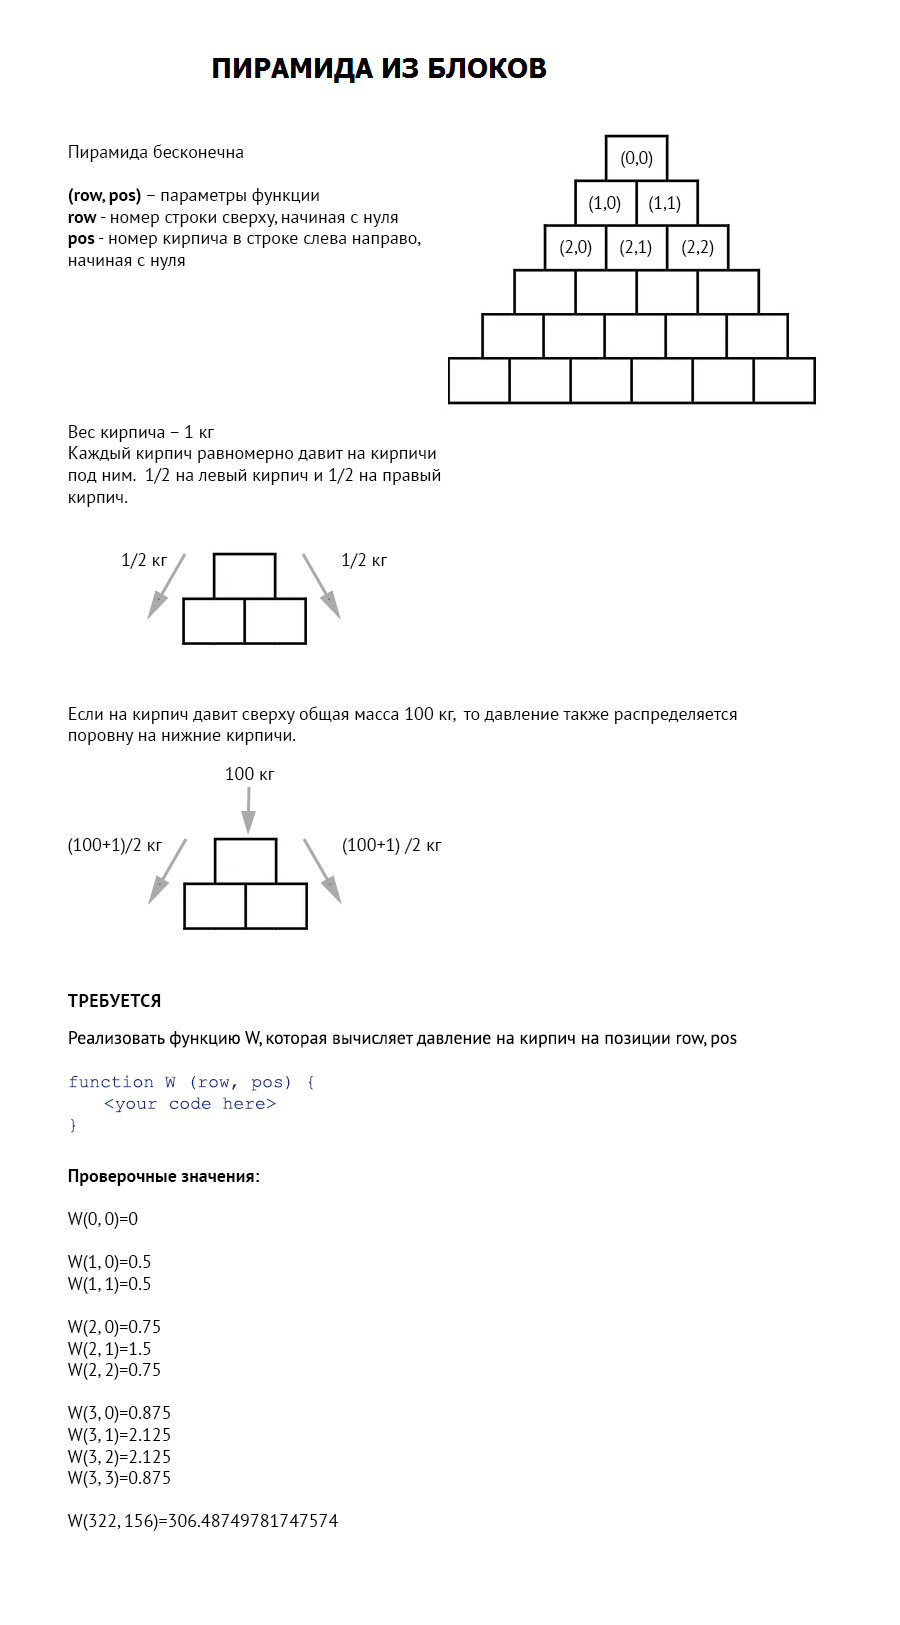 ПИРАМИДА ИЗ БЛОКОВ
Пирамида бесконечна
(row, pos) – параметры функции
row - номер строки сверху, начиная с нуля
pos - номер кирпича в строке слева направо,
начиная с нуля
(0,0)
(1,0) (1,1)
(2,0) (2,1) (2,2)
Вес кирпича – 1 кг
Каждый кирпич равномерно давит на кирпичи
под ним. 1/2 на левый кирпич и 1/2 на правый
кирпич.
1/2 кг 1/2 кг
Если на кирпич давит сверху общая масса 100 кг, то давление также распределяется
поровну на нижние кирпичи.
100 кг
(100+1)/2 кг (100+1) /2 кг
ТРЕБУЕТСЯ
Реализовать функцию W, которая вычисляет давление на кирпич на позиции row, pos
function W (row, pos) {
<your code here>
}
Проверочные значения:
W(0, 0)=0
W(1, 0)=0.5
W(1, 1)=0.5
W(2, 0)=0.75
W(2, 1)=1.5
W(2, 2)=0.75
W(3, 0)=0.875
W(3, 1)=2.125
W(3, 2)=2.125
W(3, 3)=0.875
W(322, 156)=306.48749781747574